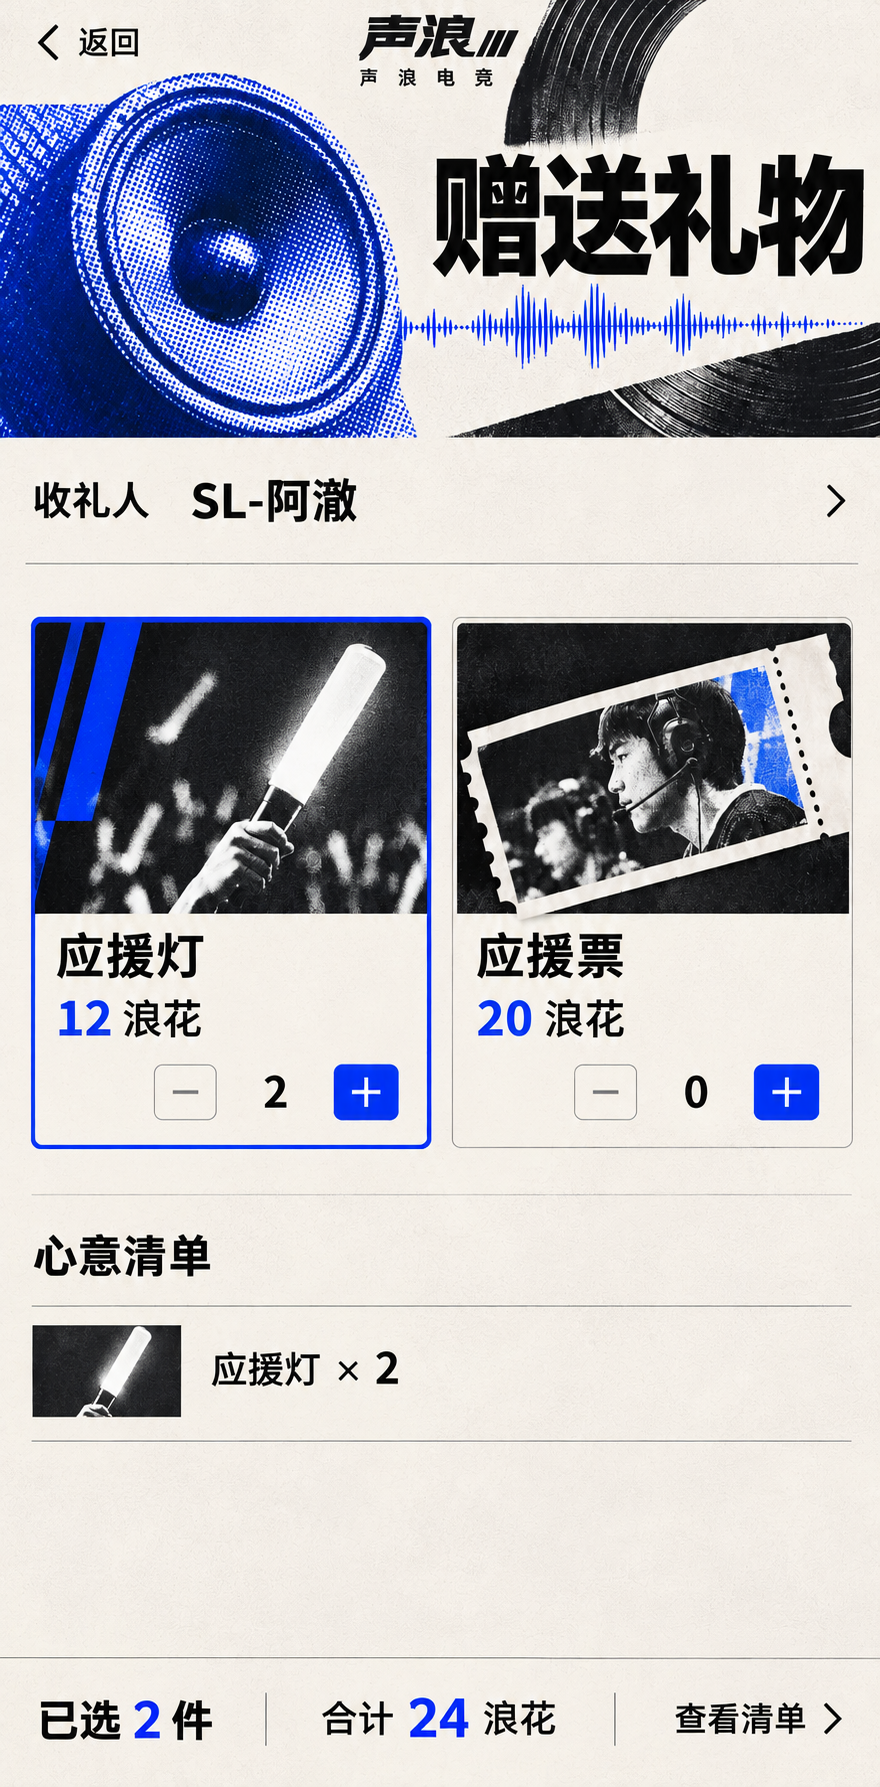 返回
声浪
声浪电竞
赠送礼物
收礼人 SL-阿澈
应援灯
12 浪花
2
应援票
20 浪花
0
心意清单
应援灯 × 2
已选 2 件
合计 24 浪花
查看清单